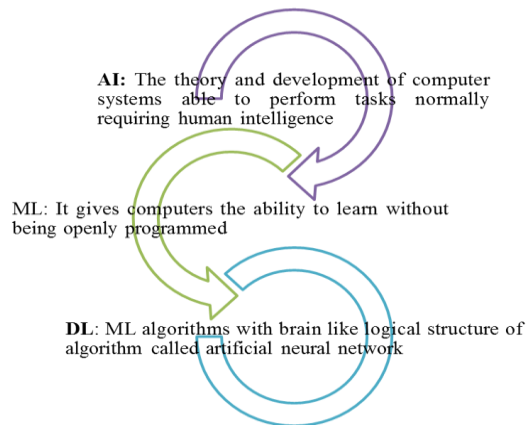 AI: The theory and development of computer
systems able to perform tasks normally
requiring human intelligence
ML: It gives computers the ability to learn without
being openly programmed
DL: ML algorithms with brain like logical structure of
algorithm called artificial neural network